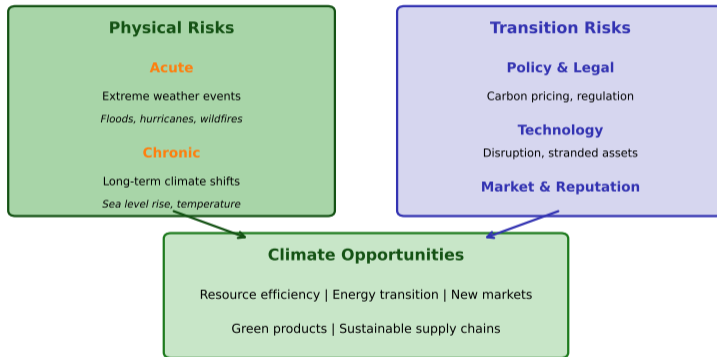 Physical Risks
Acute
Extreme weather events
Floods, hurricanes, wildfires
Chronic
Long-term climate shifts
Sea level rise, temperature
Transition Risks
Policy & Legal
Carbon pricing, regulation
Technology
Disruption, stranded assets
Market & Reputation
Climate Opportunities
Resource efficiency | Energy transition | New markets
Green products | Sustainable supply chains